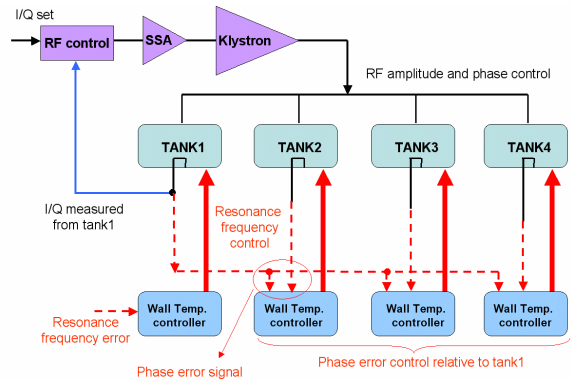 I/Q set
RF control
SSA
Klystron
RF amplitude and phase control
TANK1
TANK2
TANK3
TANK4
I/Q measured
from tank1
Resonance
frequency
control
Wall Temp.
controller
Wall Temp.
controller
Wall Temp.
controller
Wall Temp.
controller
Resonance
frequency error
Phase error signal
Phase error control relative to tank1